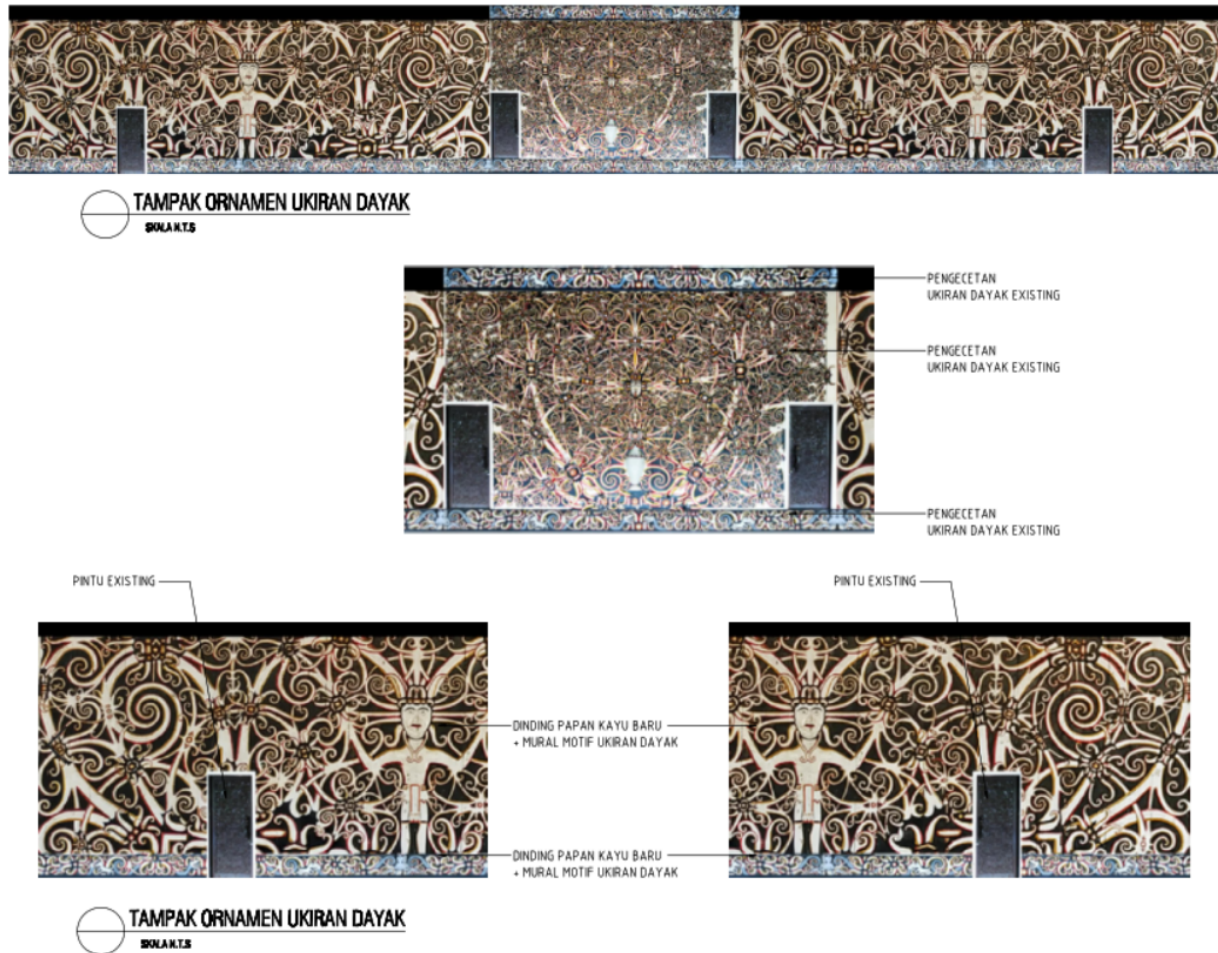 TAMPAK ORNAMEN UKIRAN DAYAK
SKALA N.T.S
PENGECETAN
UKIRAN DAYAK EXISTING
PENGECETAN
UKIRAN DAYAK EXISTING
PENGECETAN
UKIRAN DAYAK EXISTING
PINTU EXISTING
PINTU EXISTING
DINDING PAPAN KAYU BARU
+ MURAL MOTIF UKIRAN DAYAK
DINDING PAPAN KAYU BARU
+ MURAL MOTIF UKIRAN DAYAK
TAMPAK ORNAMEN UKIRAN DAYAK
SKALA N.T.S